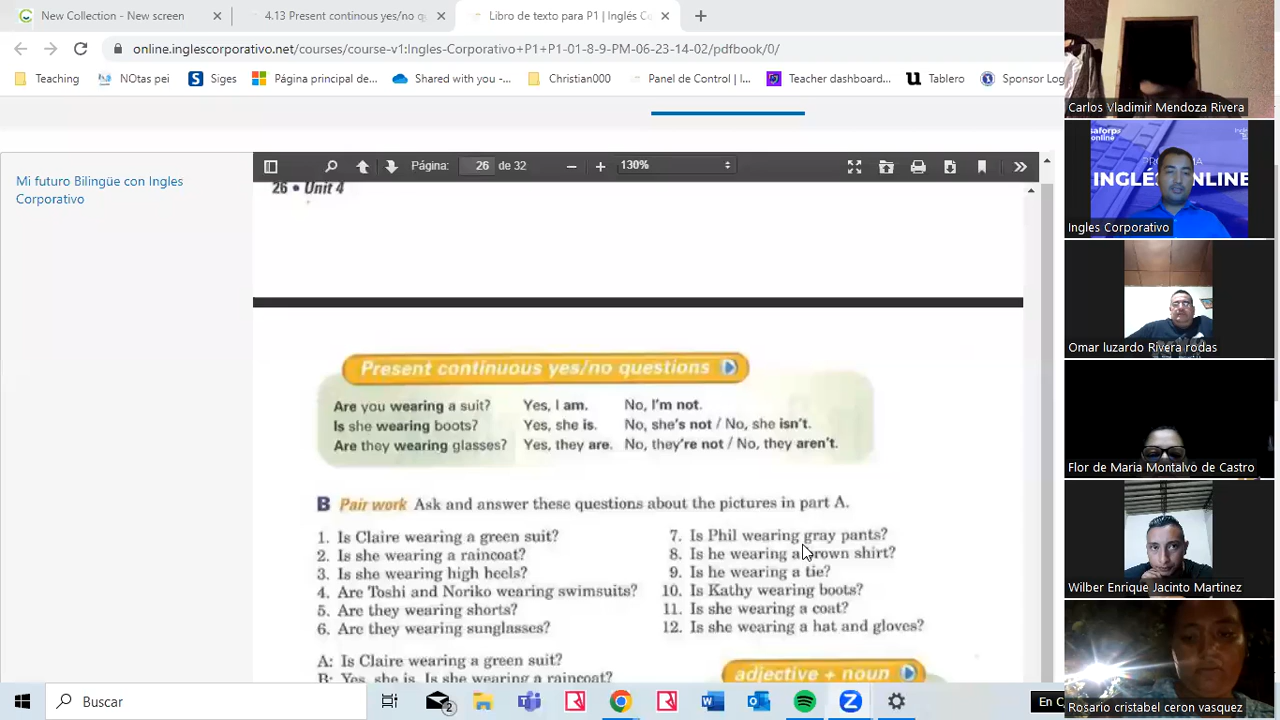 New Collection - New screen
4.13 Present continous yes/no q
Libro de texto para P1 | Inglés C
online.inglescorporativo.net/courses/course-v1:Ingles-Corporativo+P1+P1-01-8-9-PM-06-23-14-02/pdfbook/0/
Teaching
NOtas pei
Siges
Página principal de...
Shared with you -...
Christian000
Panel de Control | I...
Teacher dashboard...
Tablero
Sponsor Log
Mi futuro Bilingüe con Ingles
Corporativo
Página:
26
de 32
130%
26 • Unit 4
Present continuous yes/no questions
Are you wearing a suit? Yes, I am. No, I'm not.
Is she wearing boots? Yes, she is. No, she's not / No, she isn't.
Are they wearing glasses? Yes, they are. No, they're not / No, they aren't.
B Pair work Ask and answer these questions about the pictures in part A.
1. Is Claire wearing a green suit?
2. Is she wearing a raincoat?
3. Is she wearing high heels?
4. Are wearing swimsuits?
5. Are they wearing shorts?
6. Are they wearing sunglasses?
7. Is Phil wearing gray pants?
8. Is he wearing a brown shirt?
9. Is he wearing a tie?
10. Is Kathy wearing boots?
11. Is she wearing a coat?
12. Is she wearing a hat and gloves?
A: Is Claire wearing a green suit?
B: Yes, she is. Is she wearing a raincoat?
adjective + noun
Buscar
2
En C
Carlos Vladimir Mendoza Rivera
INGLÉS ONLINE
Ingles Corporativo
Omar luzardo Rivera rodas
Flor de Maria Montalvo de Castro
Wilber Enrique Jacinto Martinez
Rosario cristabel ceron vasquez